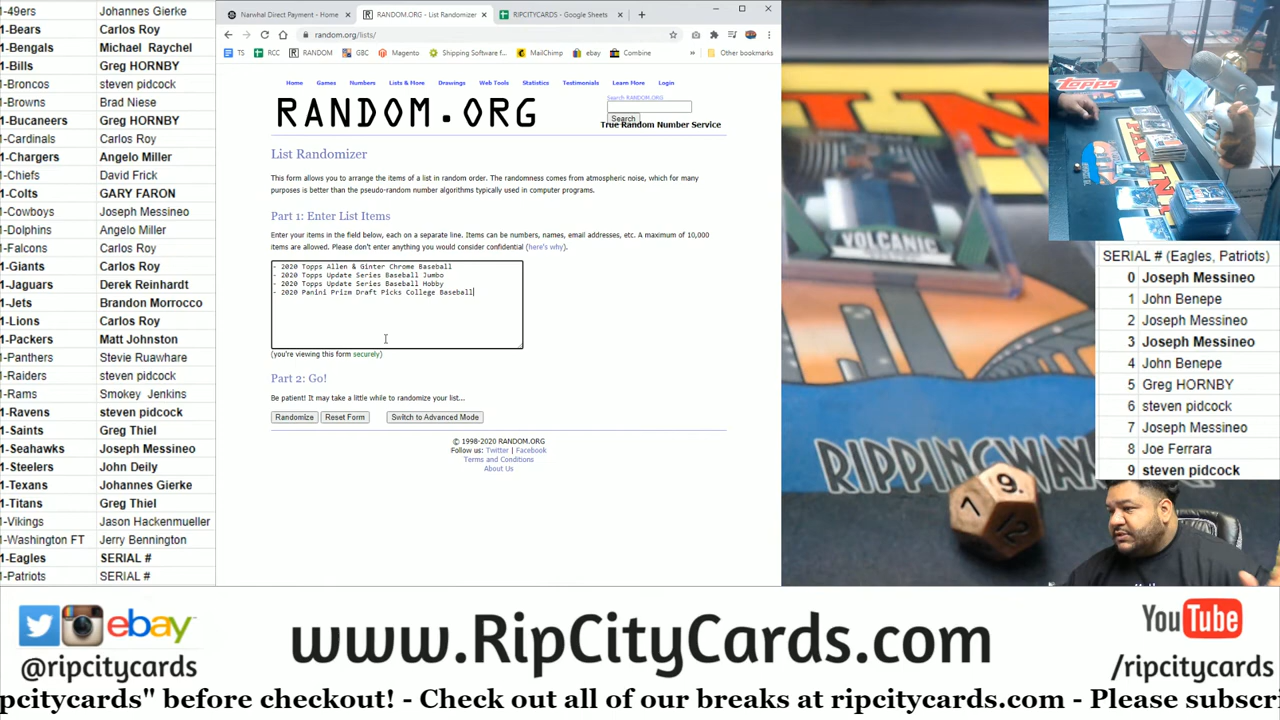 1-49ers Johannes Gierke
1-Bears Carlos Roy
1-Bengals Michael Raychel
1-Bills Greg HORNBY
1-Broncos steven pidcock
1-Browns Brad Niese
1-Bucaneers Greg HORNBY
1-Cardinals Carlos Roy
1-Chargers Angelo Miller
1-Chiefs David Frick
1-Colts GARY FARON
1-Cowboys Joseph Messineo
1-Dolphins Angelo Miller
1-Falcons Carlos Roy
1-Giants Carlos Roy
1-Jaguars Derek Reinhardt
1-Jets Brandon Morrocco
1-Lions Carlos Roy
1-Packers Matt Johnston
1-Panthers Stevie Ruawhare
1-Raiders steven pidcock
1-Rams Smokey Jenkins
1-Ravens steven pidcock
1-Saints Greg Thiel
1-Seahawks Joseph Messineo
1-Steelers John Deily
1-Texans Johannes Gierke
1-Titans Greg Thiel
1-Vikings Jason Hackenmueller
1-Washington FT Jerry Bennington
1-Eagles SERIAL #
1-Patriots SERIAL #
Narwhal Direct Payment - Home
RANDOM.ORG - List Randomizer
RIPCITYCARDS - Google Sheets
random.org/lists/
TS RCC RANDOM GBC Magento Shipping Software f... MailChimp ebay Combine » Other bookmarks
Home Games Numbers Lists & More Drawings Web Tools Statistics Testimonials Learn More Login
RANDOM.ORG
Search RANDOM.ORG
Search
True Random Number Service
List Randomizer
This form allows you to arrange the items of a list in random order. The randomness comes from atmospheric noise, which for many
purposes is better than the pseudo-random number algorithms typically used in computer programs.
Part 1: Enter List Items
Enter your items in the field below, each on a separate line. Items can be numbers, names, email addresses, etc. A maximum of 10,000
items are allowed. Please don't enter anything you would consider confidential (here's why).
- 2020 Topps Allen & Ginter Chrome Baseball
- 2020 Topps Update Series Baseball Jumbo
- 2020 Topps Update Series Baseball Hobby
- 2020 Panini Prizm Draft Picks College Baseball
(you're viewing this form securely)
Part 2: Go!
Be patient! It may take a little while to randomize your list...
Randomize Reset Form Switch to Advanced Mode
© 1998-2020 RANDOM.ORG
Follow us: Twitter | Facebook
Terms and Conditions
About Us
VOLCANIC
RIPPINGWAX
9.
7
12
topps
SERIAL # (Eagles, Patriots)
0 Joseph Messineo
1 John Benepe
2 Joseph Messineo
3 Joseph Messineo
4 John Benepe
5 Greg HORNBY
6 steven pidcock
7 Joseph Messineo
8 Joe Ferrara
9 steven pidcock
ebay
@ripcitycards
www.RipCityCards.com
YouTube
/ripcitycards
pcitycards" before checkout! - Check out all of our breaks at ripcitycards.com - Please subscri